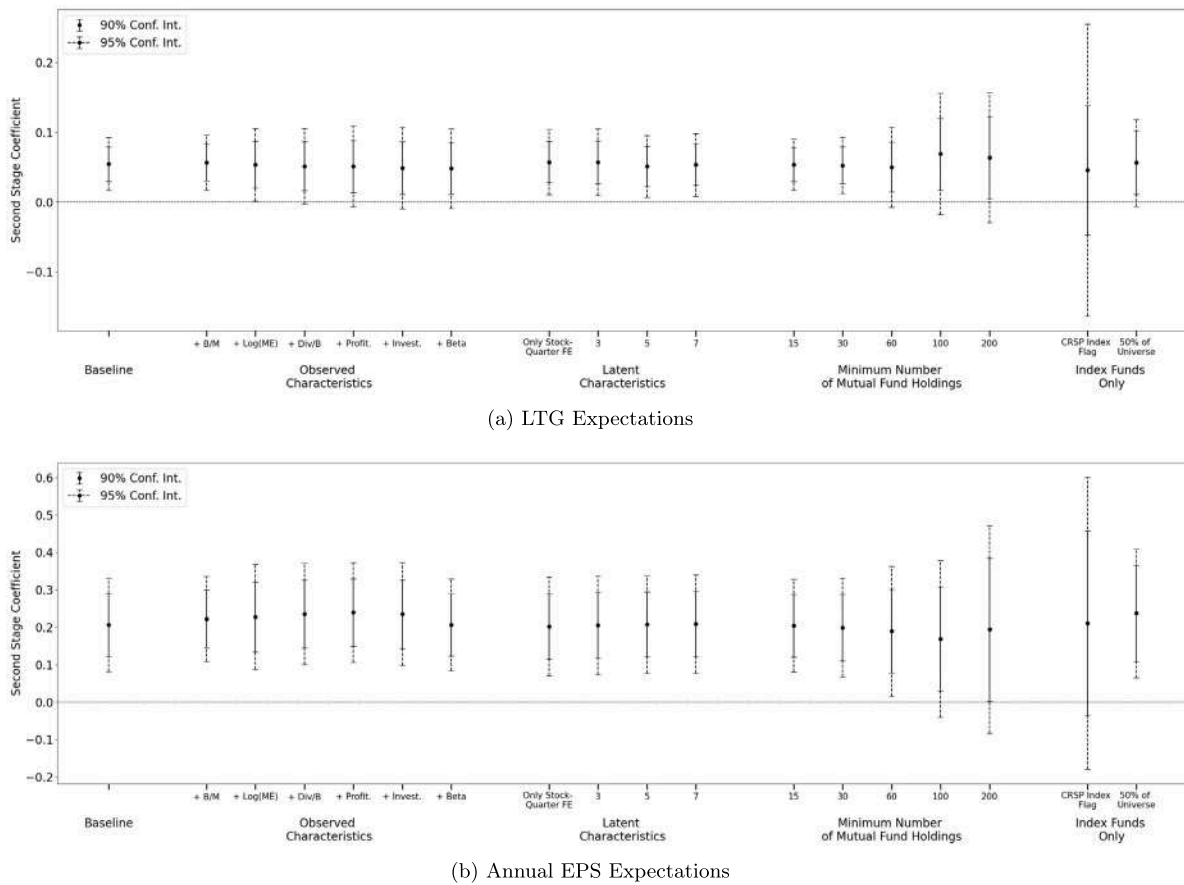 90% Conf. Int.
95% Conf. Int.
Second Stage Coefficient
0.2
0.1
0.0
−0.1
+ B/M + Log(ME) + Div/B + Profit. + Invest. + Beta Only Stock- 3 5 7 15 30 60 100 200 CRSP Index 50% of
Quarter FE Flag Universe
Baseline Observed Latent Minimum Number Index Funds
Characteristics Characteristics of Mutual Fund Holdings Only
(a) LTG Expectations
90% Conf. Int.
95% Conf. Int.
Second Stage Coefficient
0.6
0.5
0.4
0.3
0.2
0.1
0.0
−0.1
−0.2
+ B/M + Log(ME) + Div/B + Profit. + Invest. + Beta Only Stock- 3 5 7 15 30 60 100 200 CRSP Index 50% of
Quarter FE Flag Universe
Baseline Observed Latent Minimum Number Index Funds
Characteristics Characteristics of Mutual Fund Holdings Only
(b) Annual EPS Expectations